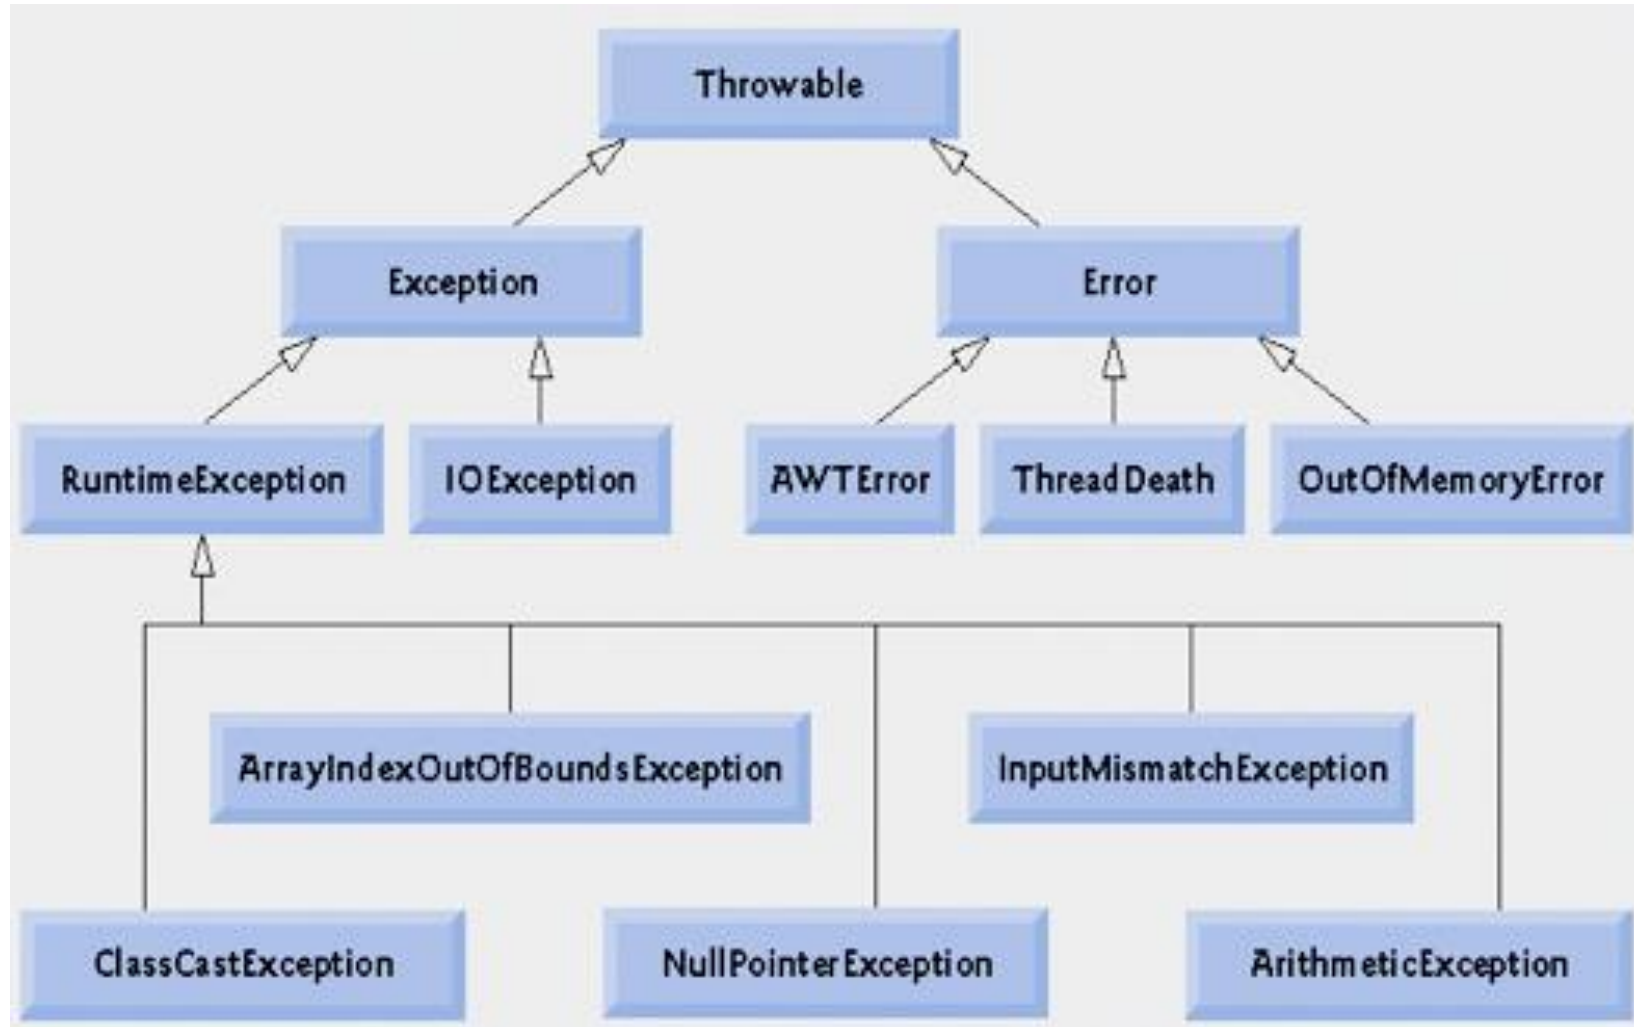 Throwable
Exception
Error
RuntimeException
IOException
AWTError
ThreadDeath
OutOfMemoryError
ArrayIndexOutOfBoundsException
InputMismatchException
ClassCastException
NullPointerException
ArithmeticException